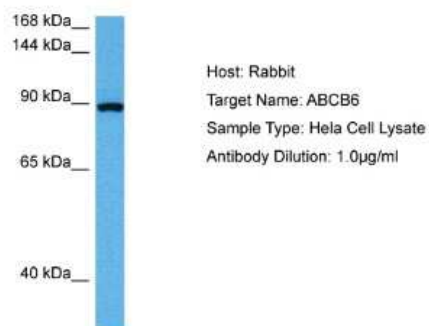 168 kDa
144 kDa
90 kDa
65 kDa
40 kDa
Host: Rabbit
Target Name: ABCB6
Sample Type: Hela Cell Lysate
Antibody Dilution: 1.0µg/ml